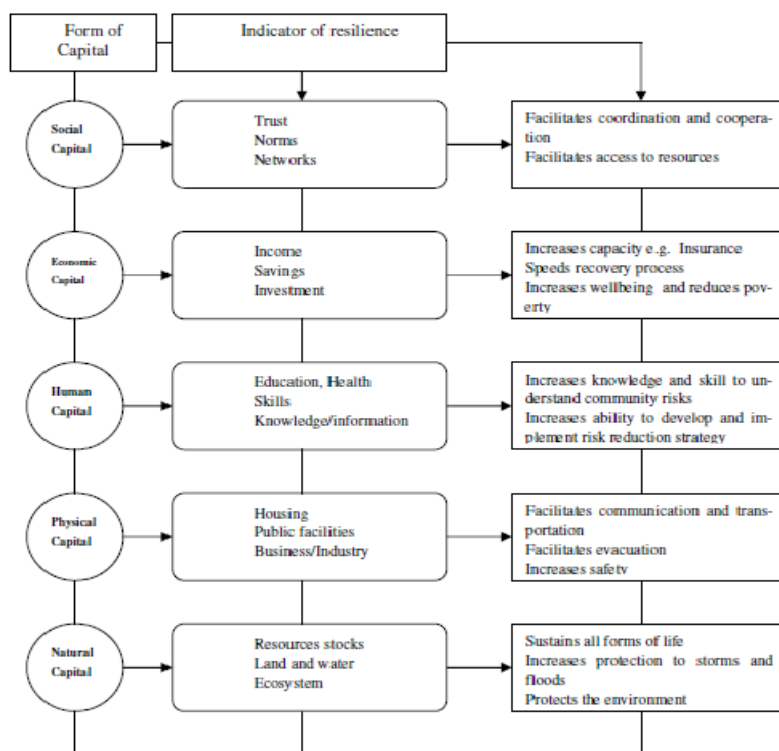 Form of
Capital
Indicator of resilience
Social
Capital
Trust
Norms
Networks
Facilitates coordination and coopera-
tion
Facilitates access to resources
Economic
Capital
Income
Savings
Investment
Increases capacity e.g. Insurance
Speeds recovery process
Increases wellbeing and reduces pov-
erty
Human
Capital
Education, Health
Skills
Knowledge/information
Increases knowledge and skill to un-
derstand community risks
Increases ability to develop and im-
plement risk reduction strategy
Physical
Capital
Housing
Public facilities
Business/Industry
Facilitates communication and trans-
portation
Facilitates evacuation
Increases safety
Natural
Capital
Resources stocks
Land and water
Ecosystem
Sustains all forms of life
Increases protection to storms and
floods
Protects the environment